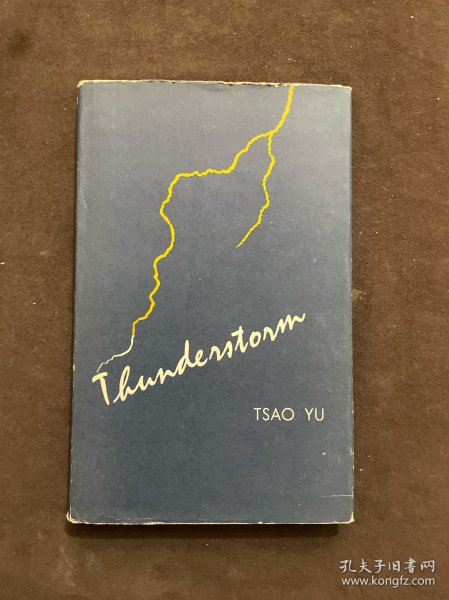 Thunderstorm
TSAO YU
孔夫子旧书网
www.kongfz.com